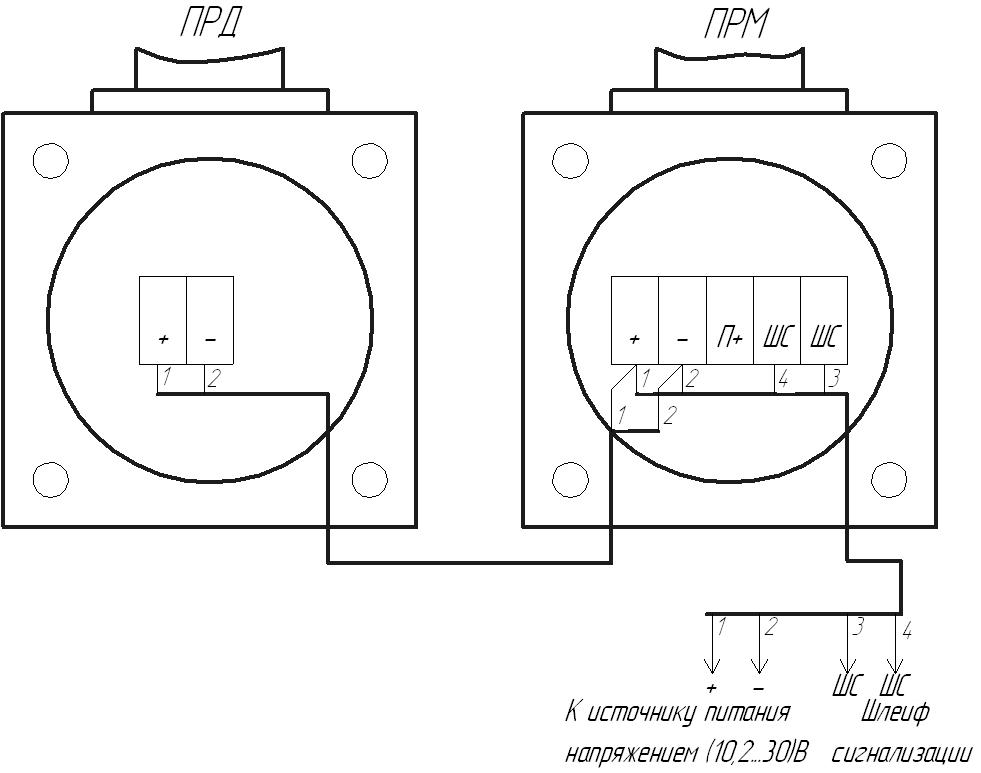 ПРД ПРМ
+ - + - П+ ШС ШС
1 2 1 2 4 3
1 2
1 2 3 4
+ - ШС ШС
К источнику питания Шлеиф
напряжением (10,2...30)В сигнализации